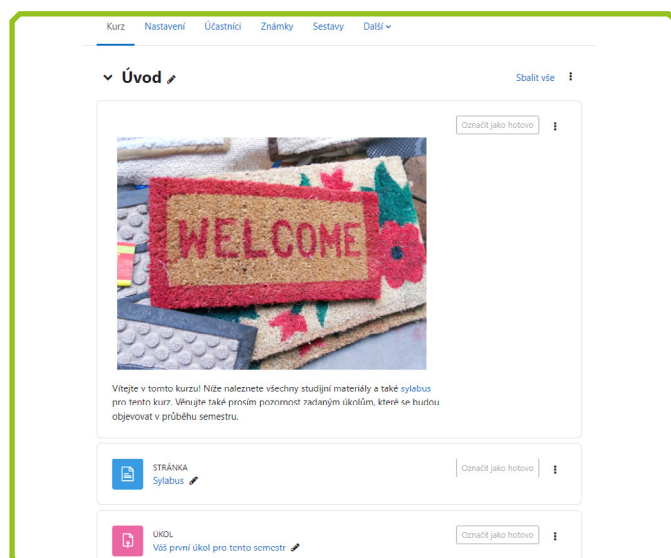 Kurz Nastavení Účastníci Známky Sestavy Další
Úvod Sbalit vše
Označit jako hotovo
WELCOME
Vítejte v tomto kurzu! Níže naleznete všechny studijní materiály a také sylabus
pro tento kurz. Věnujte také prosím pozornost zadaným úkolům, které se budou
objevovat v průběhu semestru.
STRÁNKA
Sylabus
Označit jako hotovo
ÚKOL
Váš první úkol pro tento semestr
Označit jako hotovo